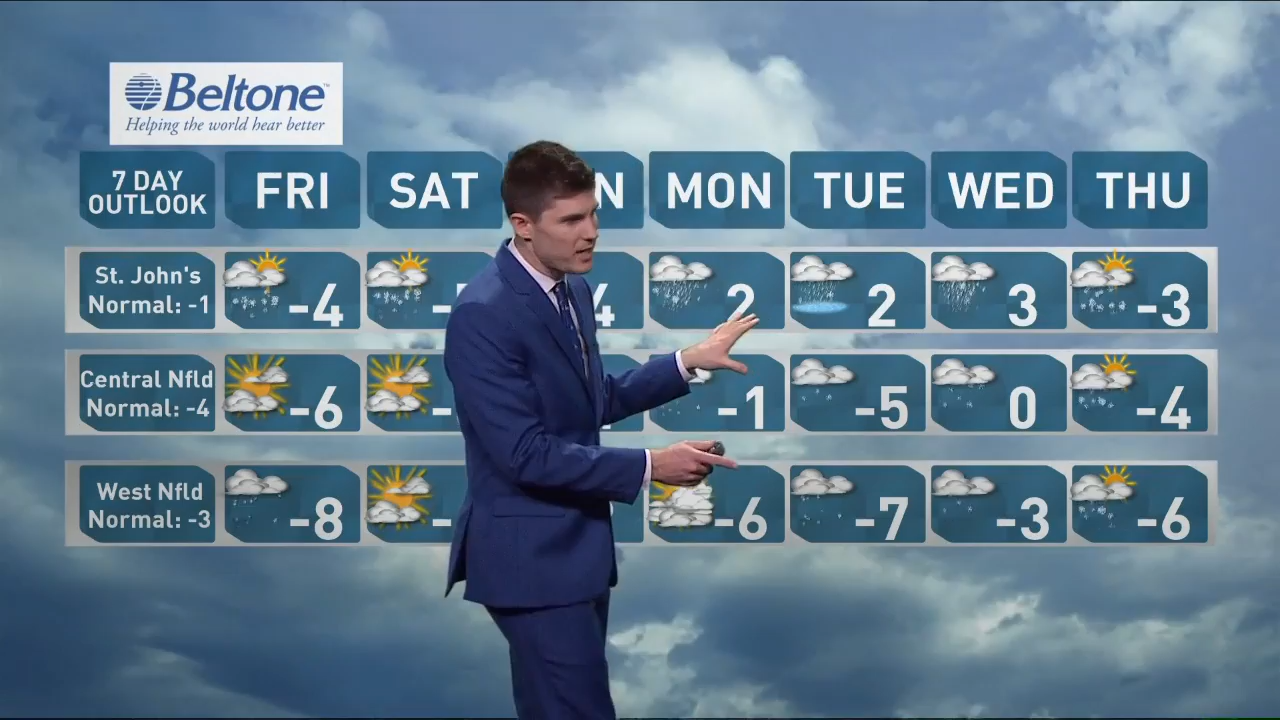 Beltone™
Helping the world hear better
7 DAY
OUTLOOK
FRI
SAT
MON
TUE
WED
THU
St. John's
Normal: -1
-4
2
2
3
-3
Central Nfld
Normal: -4
-6
-1
-5
0
-4
West Nfld
Normal: -3
-8
-6
-7
-3
-6